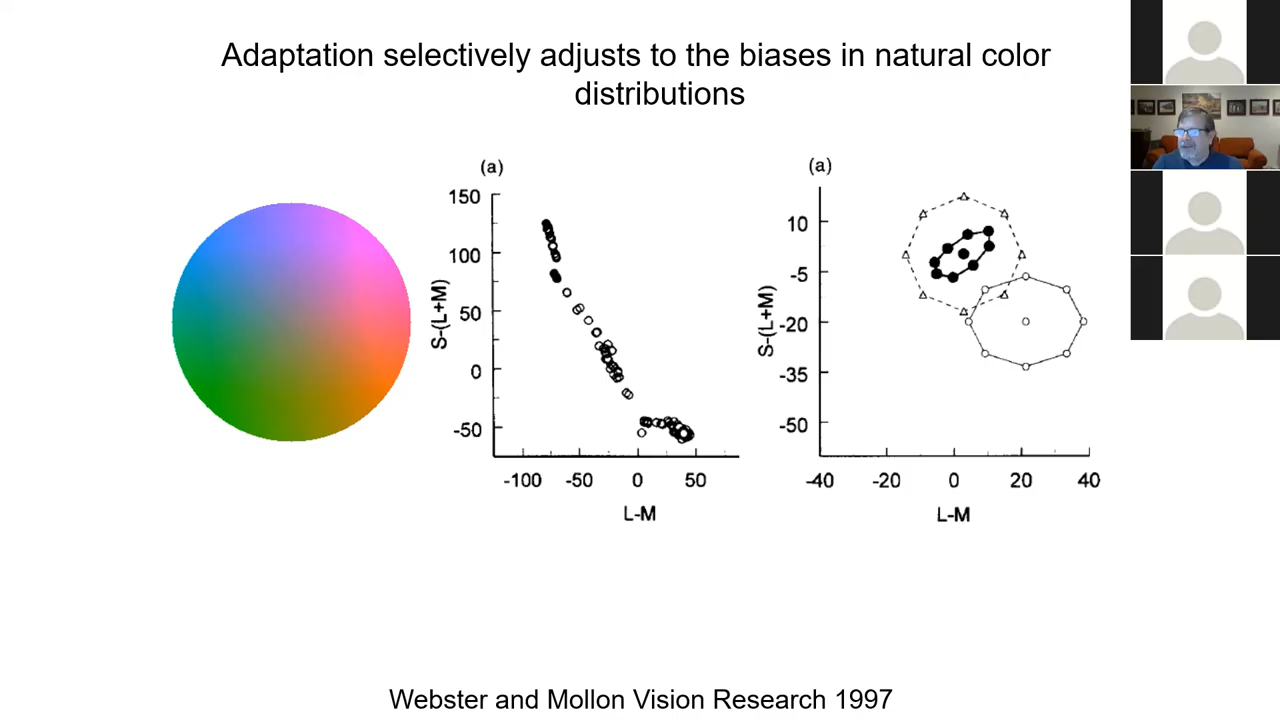 Adaptation selectively adjusts to the biases in natural color
distributions
(a)
150
100
50
0
-50
S-(L+M)
-100 -50 0 50
L-M
(a)
10
-5
-20
-35
-50
S-(L+M)
-40 -20 0 20 40
L-M
Webster and Mollon Vision Research 1997